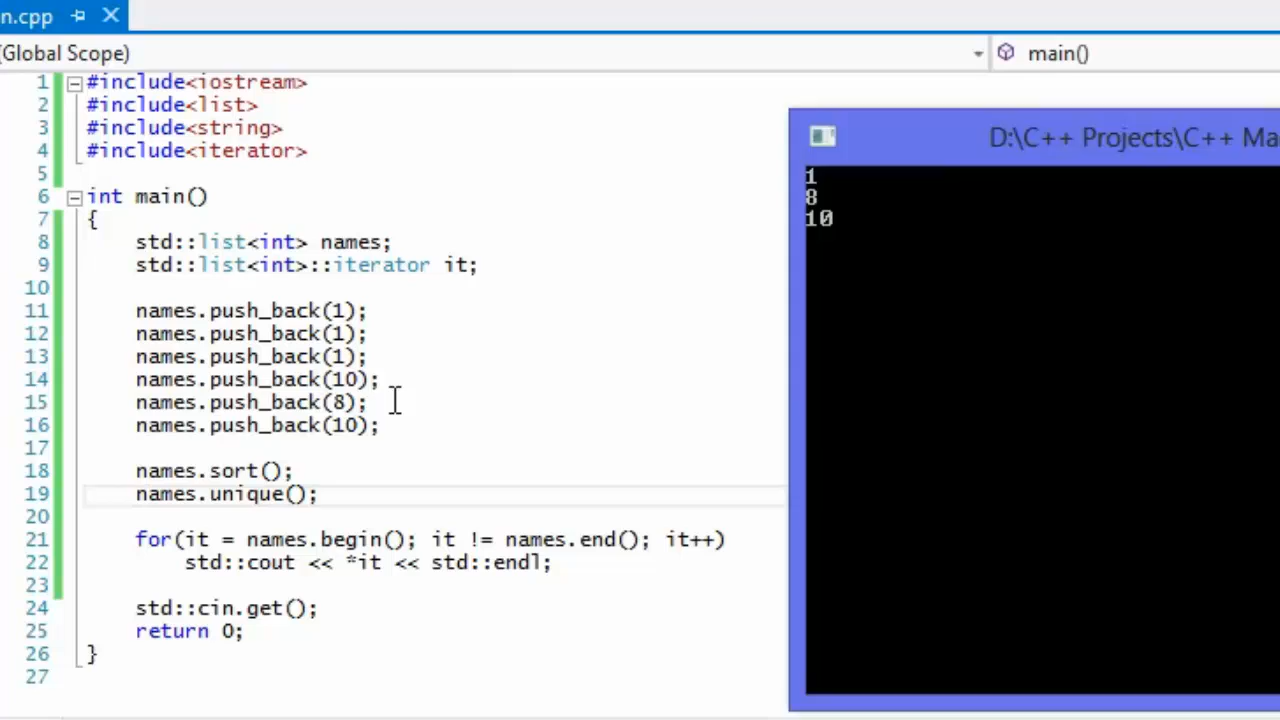 n.cpp
(Global Scope)
main()
1 #include<iostream>
2 #include<list>
3 #include<string>
4 #include<iterator>
5
6 int main()
7 {
8 std::list<int> names;
9 std::list<int>::iterator it;
10
11 names.push_back(1);
12 names.push_back(1);
13 names.push_back(1);
14 names.push_back(10);
15 names.push_back(8);
16 names.push_back(10);
17
18 names.sort();
19 names.unique();
20
21 for(it = names.begin(); it != names.end(); it++)
22 std::cout << *it << std::endl;
23
24 std::cin.get();
25 return 0;
26 }
27
D:\C++ Projects\C++ Ma
1
8
10